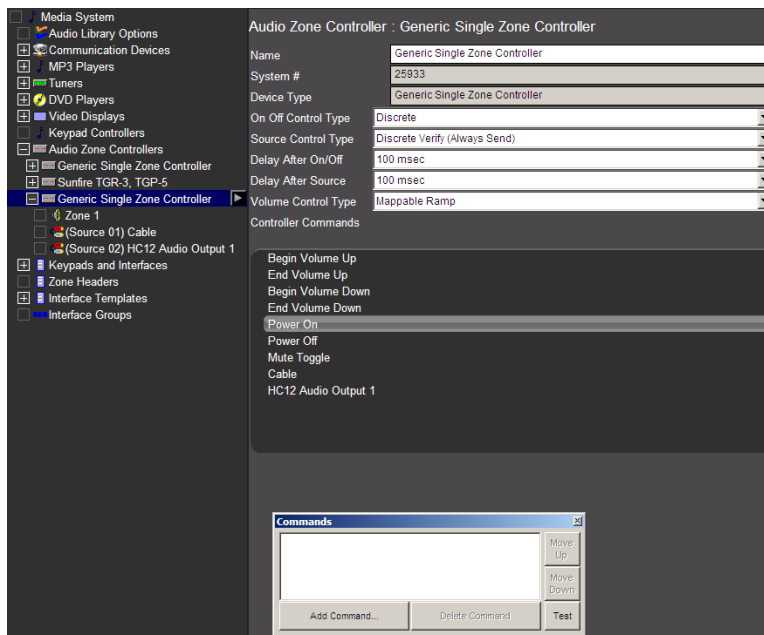 Media System
Audio Library Options
Communication Devices
MP3 Players
Tuners
DVD Players
Video Displays
Keypad Controllers
Audio Zone Controllers
Generic Single Zone Controller
Sunfire TGR-3, TGP-5
Generic Single Zone Controller
Zone 1
(Source 01) Cable
(Source 02) HC12 Audio Output 1
Keypads and Interfaces
Zone Headers
Interface Templates
Interface Groups
Audio Zone Controller : Generic Single Zone Controller
Name Generic Single Zone Controller
System # 25933
Device Type Generic Single Zone Controller
On Off Control Type Discrete
Source Control Type Discrete Verify (Always Send)
Delay After On/Off 100 msec
Delay After Source 100 msec
Volume Control Type Mappable Ramp
Controller Commands
Begin Volume Up
End Volume Up
Begin Volume Down
End Volume Down
Power On
Power Off
Mute Toggle
Cable
HC12 Audio Output 1
Commands
Move
Up
Move
Down
Add Command... Delete Command Test